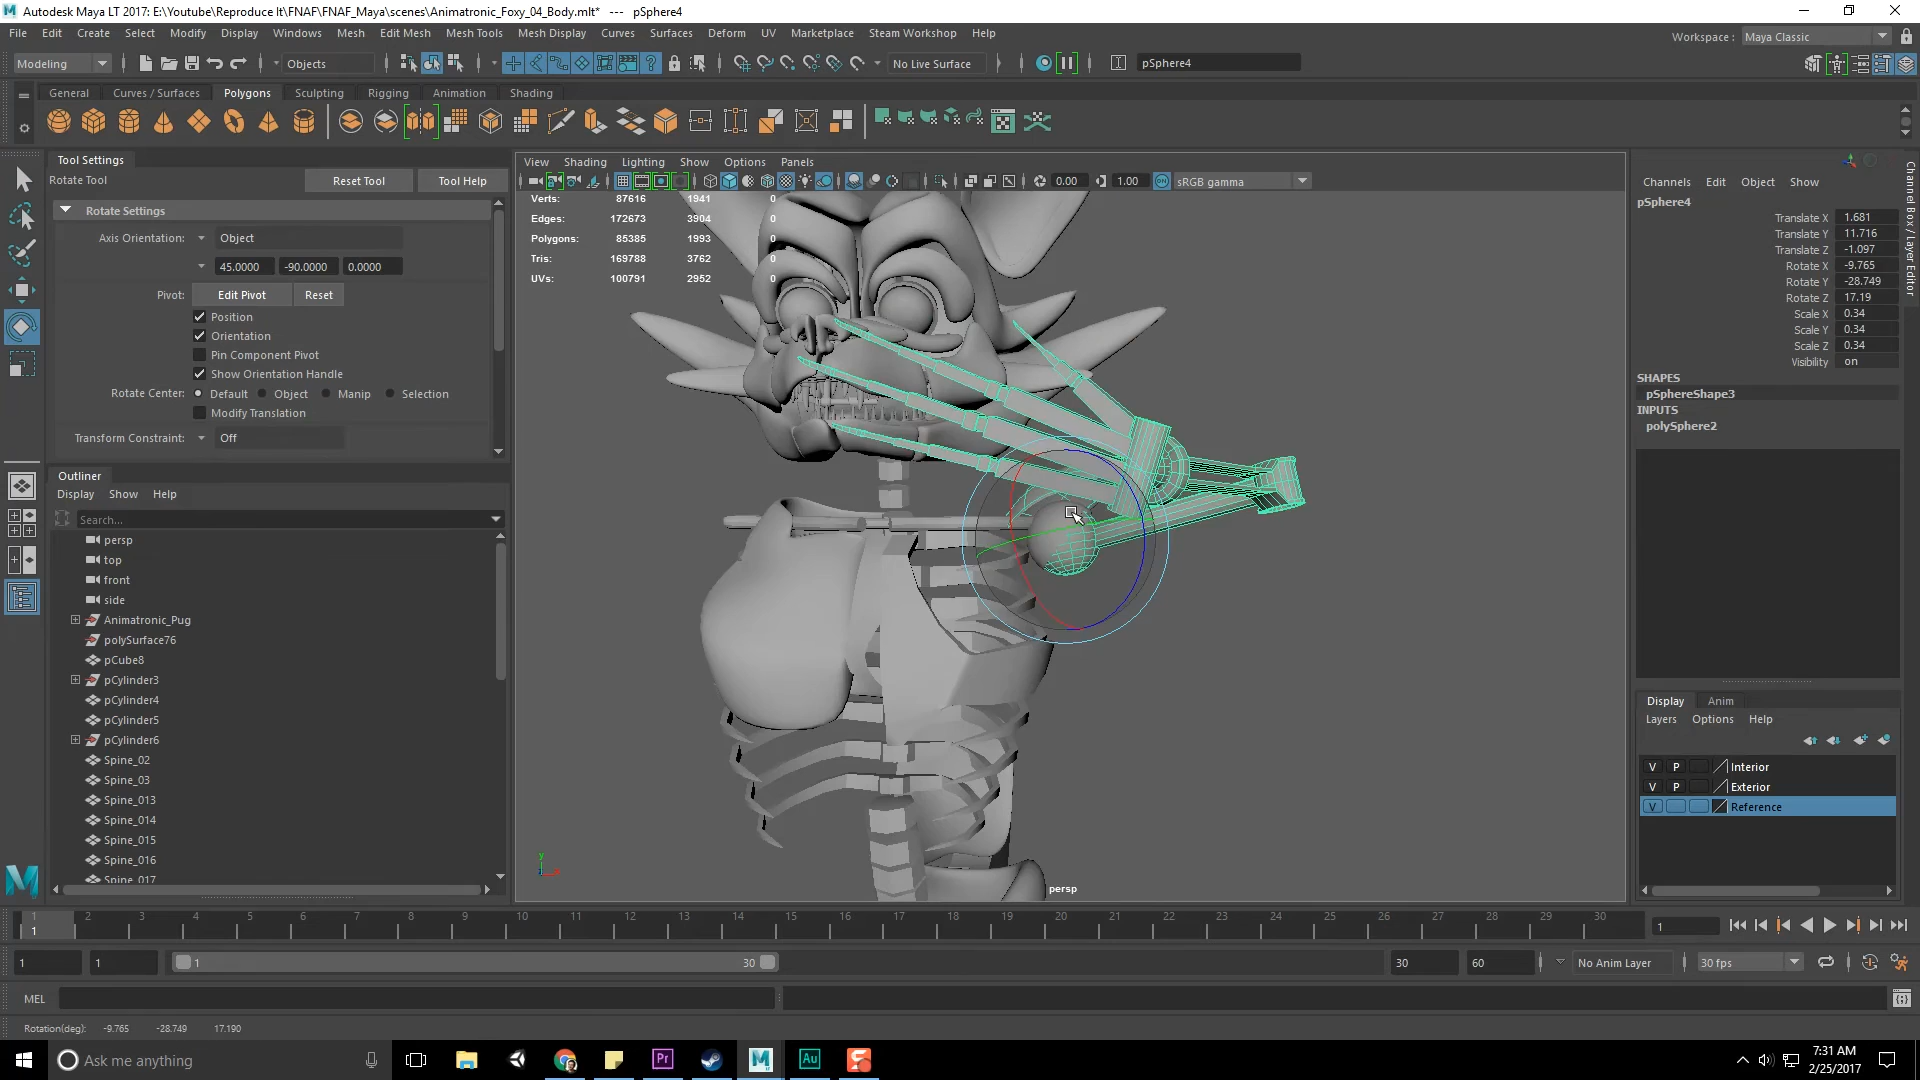 Autodesk Maya LT 2017: E:\Youtube\Reproduce It\FNAF\FNAF_Maya\scenes\Animatronic_Foxy_04_Body.mlt* --- pSphere4
File Edit Create Select Modify Display Windows Mesh Edit Mesh Mesh Tools Mesh Display Curves Surfaces Deform UV Marketplace Steam Workshop Help
Workspace : Maya Classic
Modeling Objects No Live Surface pSphere4
General Curves / Surfaces Polygons Sculpting Rigging Animation Shading
Tool Settings
Rotate Tool Reset Tool Tool Help
Rotate Settings
Axis Orientation: Object
45.0000 -90.0000 0.0000
Pivot: Edit Pivot Reset
Position
Orientation
Pin Component Pivot
Show Orientation Handle
Rotate Center: Default Object Manip Selection
Modify Translation
Transform Constraint: Off
Outliner
Display Show Help
Search...
persp
top
front
side
Animatronic_Pug
polySurface76
pCube8
pCylinder3
pCylinder4
pCylinder5
pCylinder6
Spine_02
Spine_03
Spine_013
Spine_014
Spine_015
Spine_016
Spine_017
View Shading Lighting Show Options Panels
0.00 1.00 ON sRGB gamma
Verts: 87616 1941 0
Edges: 172673 3904 0
Polygons: 85385 1993 0
Tris: 169788 3762 0
UVs: 100791 2952 0
y
persp
Channels Edit Object Show
pSphere4
Translate X 1.681
Translate Y 11.716
Translate Z -1.097
Rotate X -9.765
Rotate Y -28.749
Rotate Z 17.19
Scale X 0.34
Scale Y 0.34
Scale Z 0.34
Visibility on
SHAPES
pSphereShape3
INPUTS
polySphere2
Channel Box / Layer Editor
Display Anim
Layers Options Help
V P Interior
V P Exterior
V Reference
1 2 3 4 5 6 7 8 9 10 11 12 13 14 15 16 17 18 19 20 21 22 23 24 25 26 27 28 29 30
1 1
1 1 1 30 30 60 No Anim Layer 30 fps
MEL
Rotation(deg): -9.765 -28.749 17.190
Ask me anything
Pr
Au
7:31 AM
2/25/2017